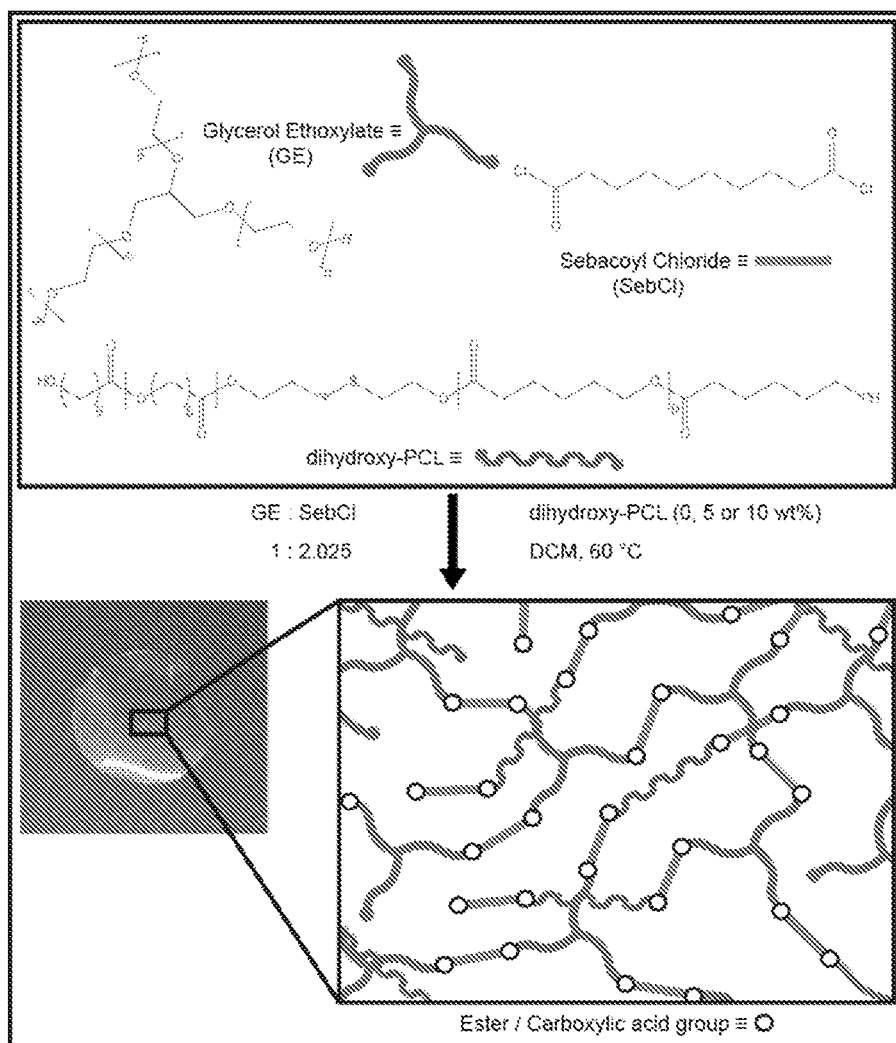 Glycerol Ethoxylate ≡
(GE)
Sebacoyl Chloride ≡
(SebCl)
dihydroxy-PCL ≡
GE : SebCl
1 : 2.025
dihydroxy-PCL (0, 5 or 10 wt%)
DCM, 60 °C
Ester / Carboxylic acid group ≡